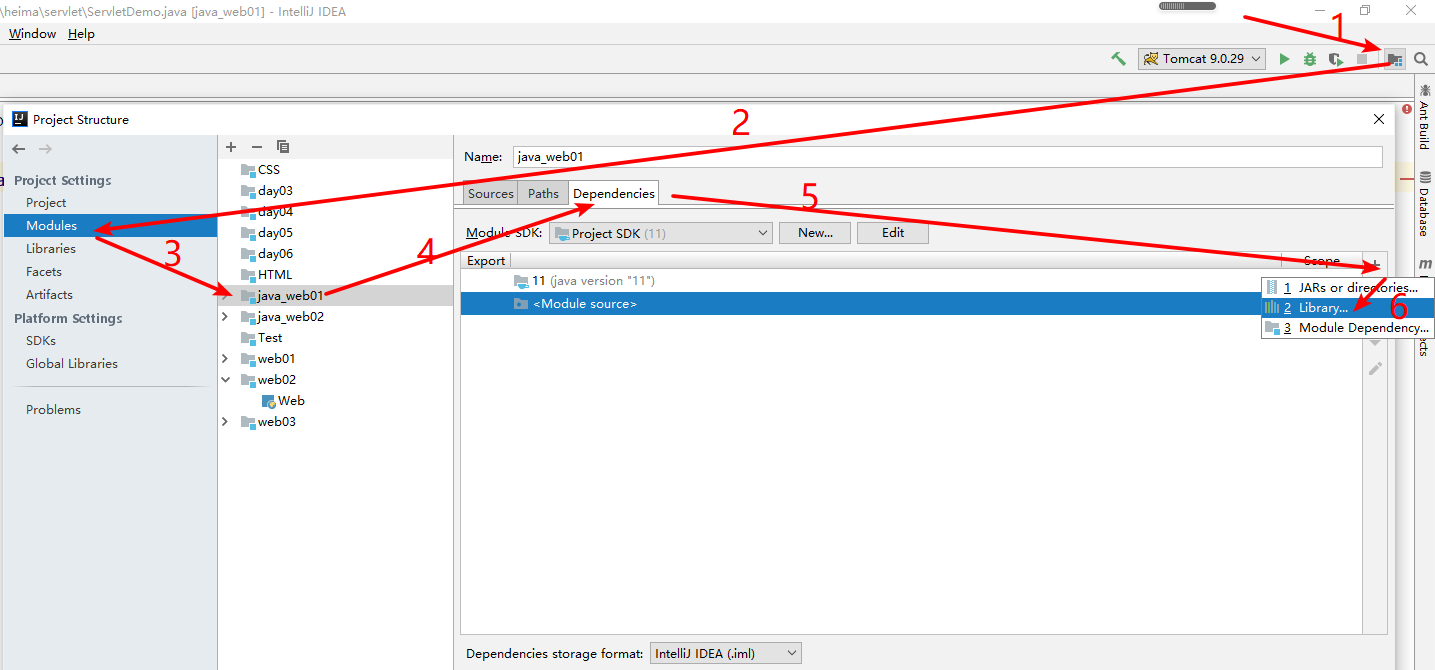 \heima\servlet\ServletDemo.java [java_web01] - IntelliJ IDEA
Window Help
1
Tomcat 9.0.29
2
Project Structure
Ant Build
Database
m
Name: java_web01
Project Settings
Project
Modules
Libraries
Facets
Artifacts
Platform Settings
SDKs
Global Libraries
Problems
3
CSS
day03
day04
day05
day06
HTML
java_web01
java_web02
Test
web01
web02
Web
web03
4
Sources Paths Dependencies
5
Module SDK: Project SDK (11) New... Edit
Export Scope
11 (java version "11")
<Module source>
1 JARs or directories...
2 Library...
6
3 Module Dependency...
Dependencies storage format: IntelliJ IDEA (.iml)